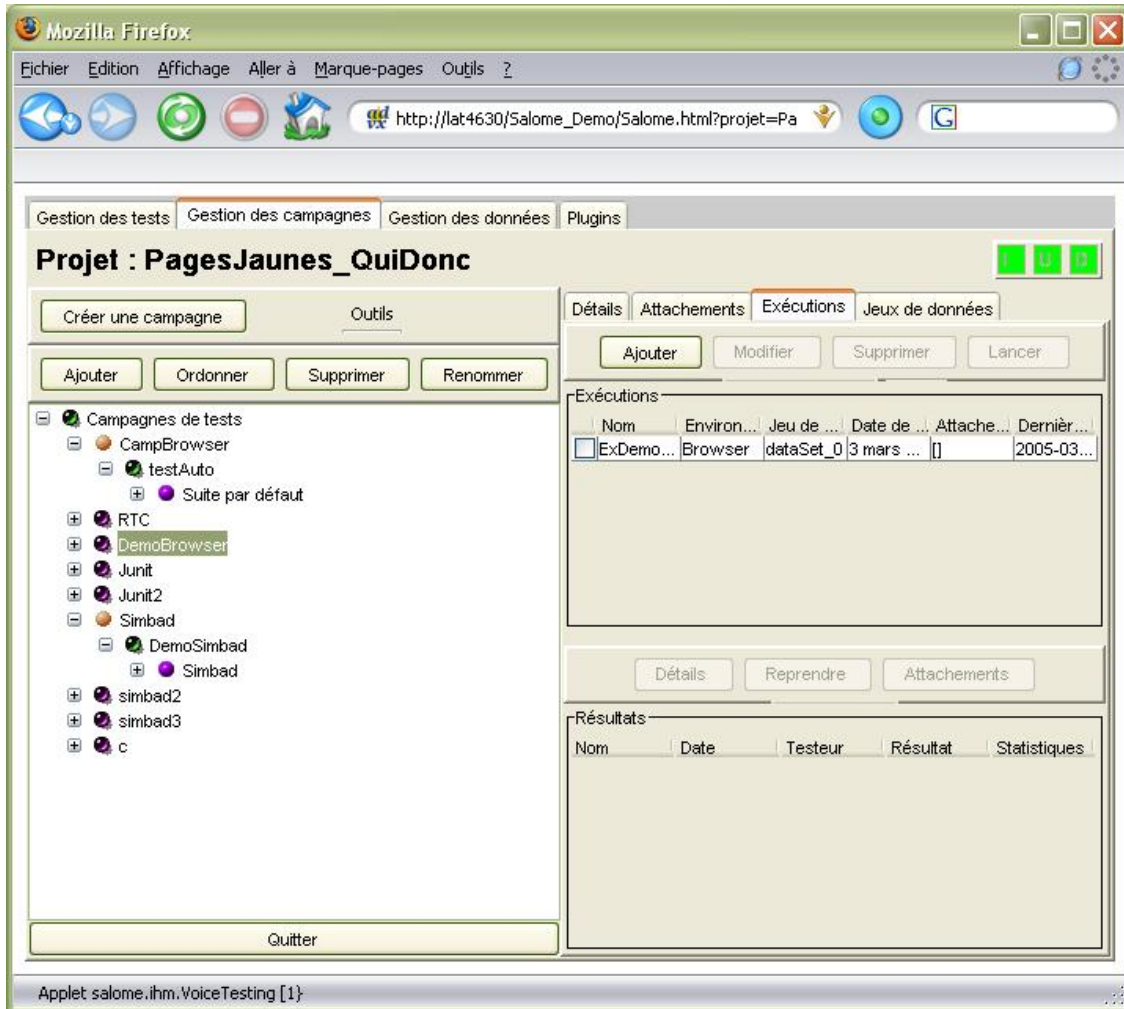 Mozilla Firefox
Fichier Edition Affichage Aller à Marque-pages Outils ?
http://lat4630/Salome_Demo/Salome.html?projet=Pa
G
Gestion des tests Gestion des campagnes Gestion des données Plugins
Projet : PagesJaunes_QuiDonc
I U D
Créer une campagne Outils
Ajouter Ordonner Supprimer Renommer
Campagnes de tests
CampBrowser
testAuto
Suite par défaut
RTC
DemoBrowser
Junit
Junit2
Simbad
DemoSimbad
Simbad
simbad2
simbad3
c
Quitter
Détails Attachements Exécutions Jeux de données
Ajouter Modifier Supprimer Lancer
Exécutions
Nom Environ... Jeu de ... Date de ... Attache... Dernièr...
ExDemo... Browser dataSet_0 3 mars ... [] 2005-03...
Détails Reprendre Attachements
Résultats
Nom Date Testeur Résultat Statistiques
Applet salome.ihm.VoiceTesting [1}